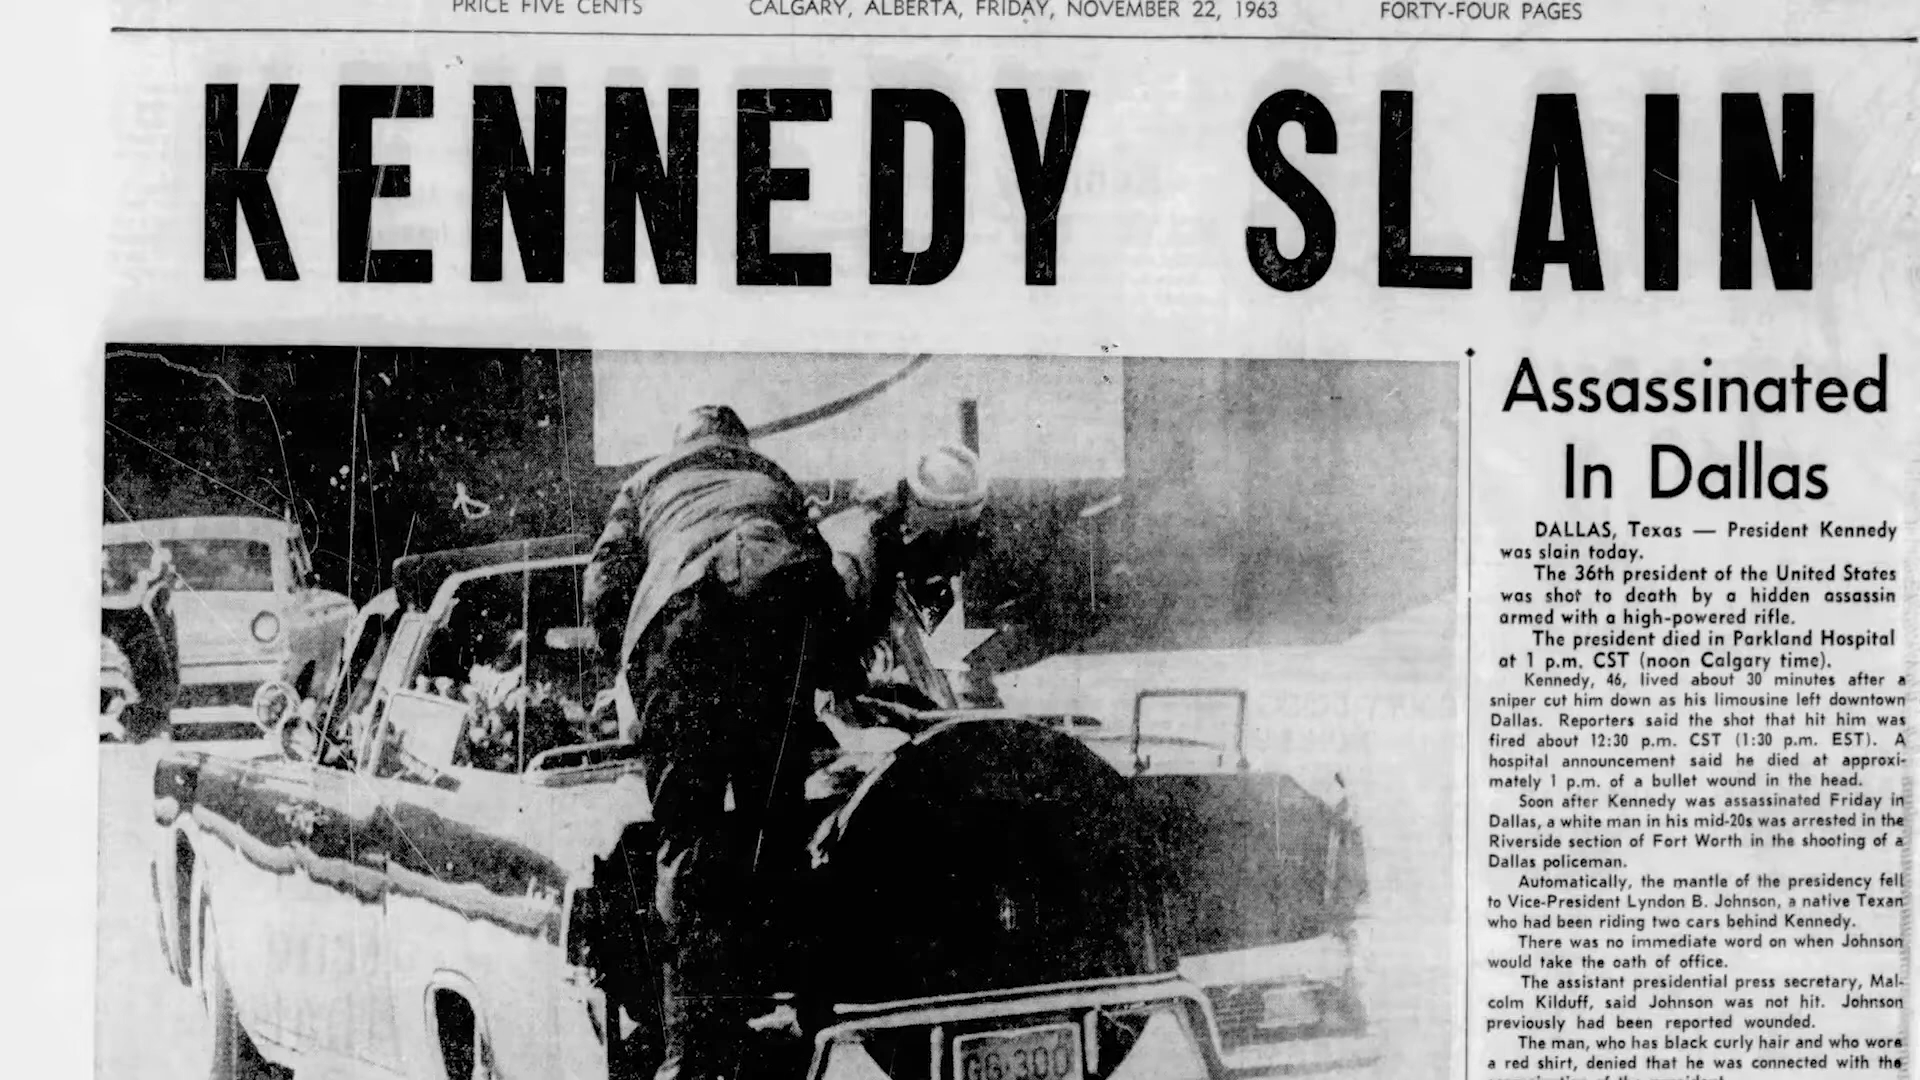 PRICE FIVE CENTS CALGARY, ALBERTA, FRIDAY, NOVEMBER 22, 1963 FORTY-FOUR PAGES
KENNEDY SLAIN
Assassinated
In Dallas
DALLAS, Texas — President Kennedy
was slain today.
The 36th president of the United States
was shot to death by a hidden assassin
armed with a high-powered rifle.
The president died in Parkland Hospital
at 1 p.m. CST (noon Calgary time).
Kennedy, 46, lived about 30 minutes after a
sniper cut him down as his limousine left downtown
Dallas. Reporters said the shot that hit him was
fired about 12:30 p.m. CST (1:30 p.m. EST). A
hospital announcement said he died at approxi-
mately 1 p.m. of a bullet wound in the head.
Soon after Kennedy was assassinated Friday in
Dallas, a white man in his mid-20s was arrested in the
Riverside section of Fort Worth in the shooting of a
Dallas policeman.
Automatically, the mantle of the presidency fell
to Vice-President Lyndon B. Johnson, a native Texan
who had been riding two cars behind Kennedy.
There was no immediate word on when Johnson
would take the oath of office.
The assistant presidential press secretary, Mal-
colm Kilduff, said Johnson was not hit. Johnson
previously had been reported wounded.
The man, who has black curly hair and who wore
a red shirt, denied that he was connected with the
GG 300